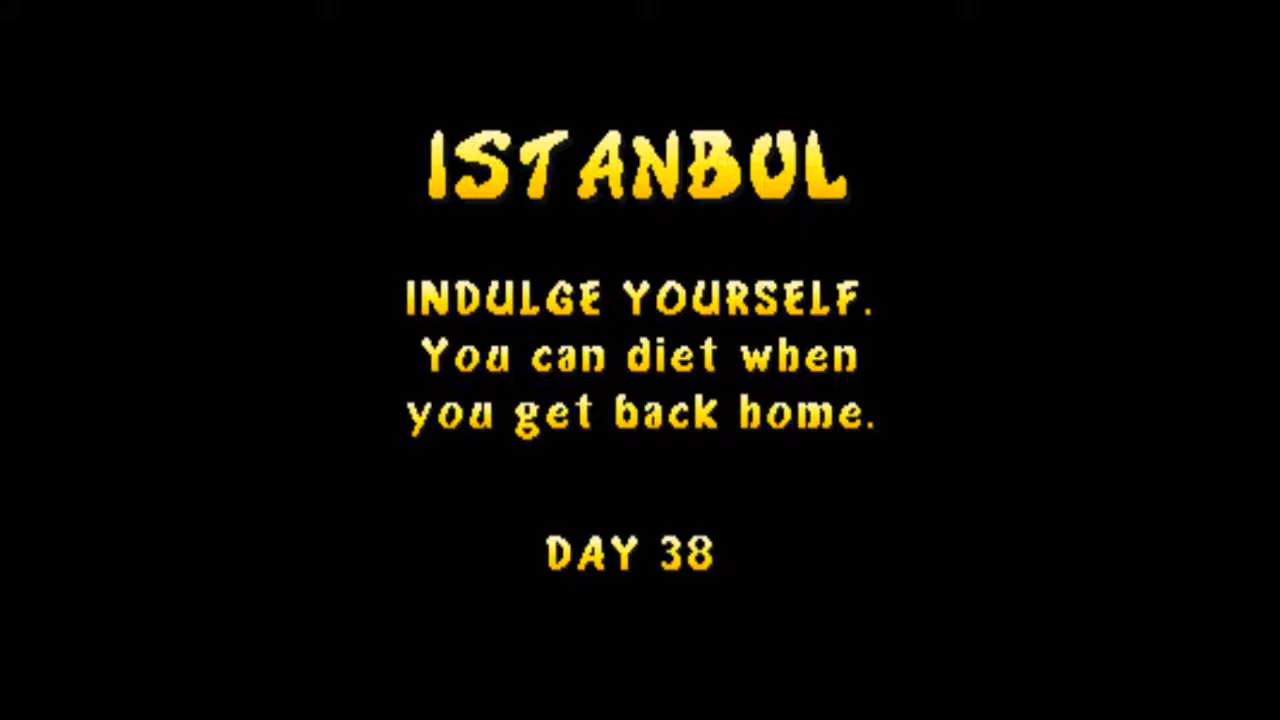 ISTANBUL
INDULGE YOURSELF.
You can diet when
you get back home.
DAY 38